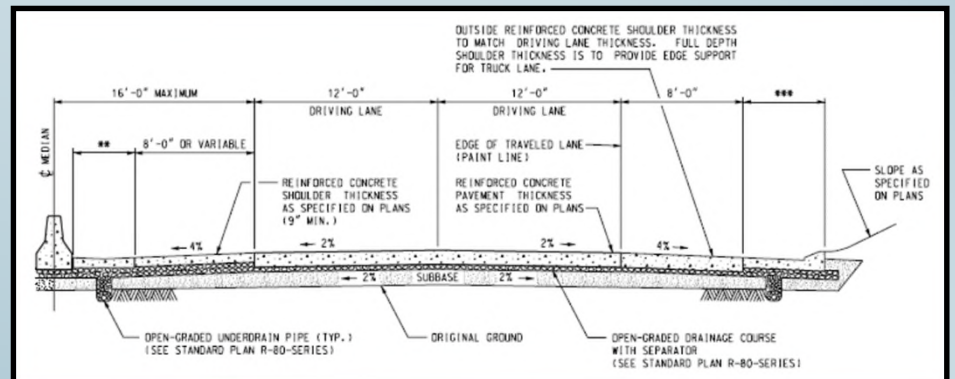 OUTSIDE REINFORCED CONCRETE SHOULDER THICKNESS
TO MATCH DRIVING LANE THICKNESS. FULL DEPTH
SHOULDER THICKNESS IS TO PROVIDE EDGE SUPPORT
FOR TRUCK LANE.
16'-0" MAXIMUM
12'-0"
12'-0"
8'-0"
***
DRIVING LANE
DRIVING LANE
℄ MEDIAN
**
8'-0" OR VARIABLE
EDGE OF TRAVELED LANE
(PAINT LINE)
SLOPE AS
SPECIFIED
ON PLANS
REINFORCED CONCRETE
SHOULDER THICKNESS
AS SPECIFIED ON PLANS
(9" MIN.)
REINFORCED CONCRETE
PAVEMENT THICKNESS
AS SPECIFIED ON PLANS
4%
2%
2%
4%
2% SUBBASE 2%
OPEN-GRADED UNDERDRAIN PIPE (TYP.)
(SEE STANDARD PLAN R-80-SERIES)
ORIGINAL GROUND
OPEN-GRADED DRAINAGE COURSE
WITH SEPARATOR
(SEE STANDARD PLAN R-80-SERIES)